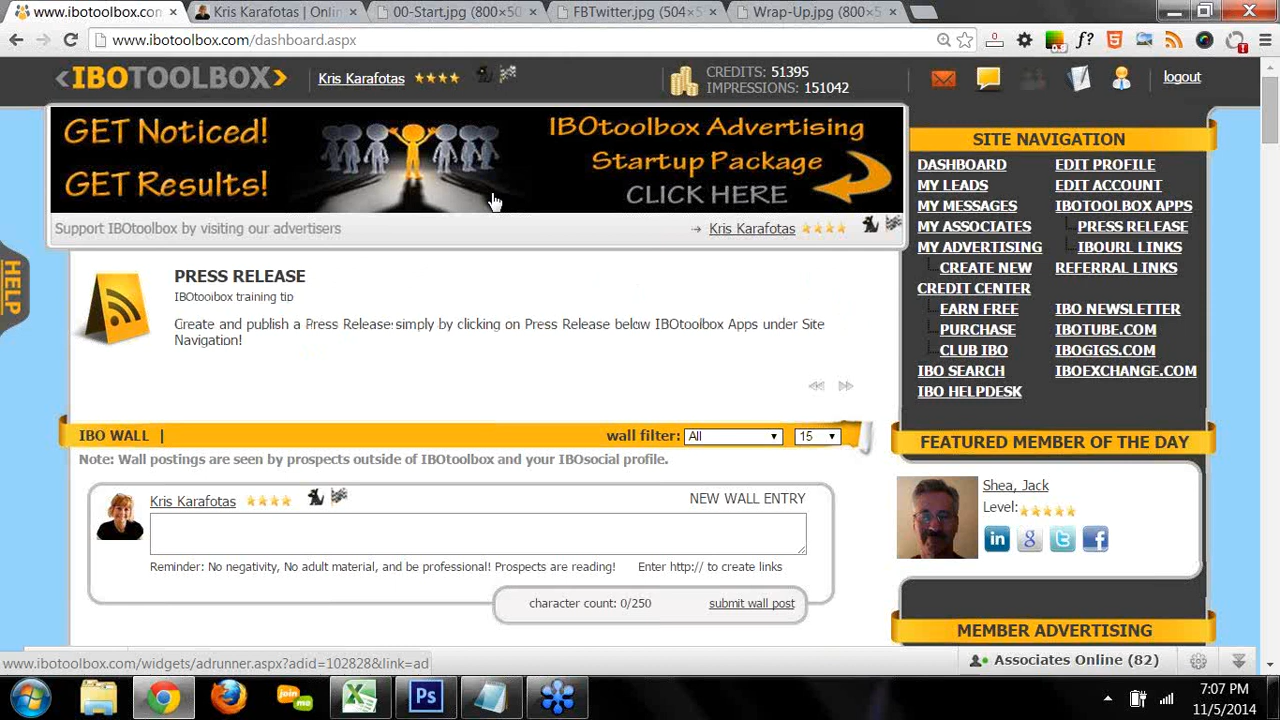 www.ibotoolbox.con
Kris Karafotas | Onlin
00-Start.jpg (800×50
FBTwitter.jpg (504×5
Wrap-Up.jpg (800×5
www.ibotoolbox.com/dashboard.aspx
<IBOTOOLBOX>
Kris Karafotas
CREDITS: 51395
IMPRESSIONS: 151042
logout
GET Noticed!
GET Results!
IBOtoolbox Advertising
Startup Package
CLICK HERE
Support IBOtoolbox by visiting our advertisers
Kris Karafotas
HELP
PRESS RELEASE
IBOtoolbox training tip
Create and publish a Press Release: simply by clicking on Press Release below IBOtoolbox Apps under Site
Navigation!
IBO WALL |
wall filter: All 15
Note: Wall postings are seen by prospects outside of IBOtoolbox and your IBOsocial profile.
Kris Karafotas
NEW WALL ENTRY
Reminder: No negativity, No adult material, and be professional! Prospects are reading! Enter http:// to create links
character count: 0/250 submit wall post
SITE NAVIGATION
DASHBOARD
MY LEADS
MY MESSAGES
MY ASSOCIATES
MY ADVERTISING
CREATE NEW
CREDIT CENTER
EARN FREE
PURCHASE
CLUB IBO
IBO SEARCH
IBO HELPDESK
EDIT PROFILE
EDIT ACCOUNT
IBOTOOLBOX APPS
PRESS RELEASE
IBOURL LINKS
REFERRAL LINKS
IBO NEWSLETTER
IBOTUBE.COM
IBOGIGS.COM
IBOEXCHANGE.COM
FEATURED MEMBER OF THE DAY
Shea, Jack
Level:
MEMBER ADVERTISING
www.ibotoolbox.com/widgets/adrunner.aspx?adid=102828&link=ad
Associates Online (82)
join
me
Ps
7:07 PM
11/5/2014